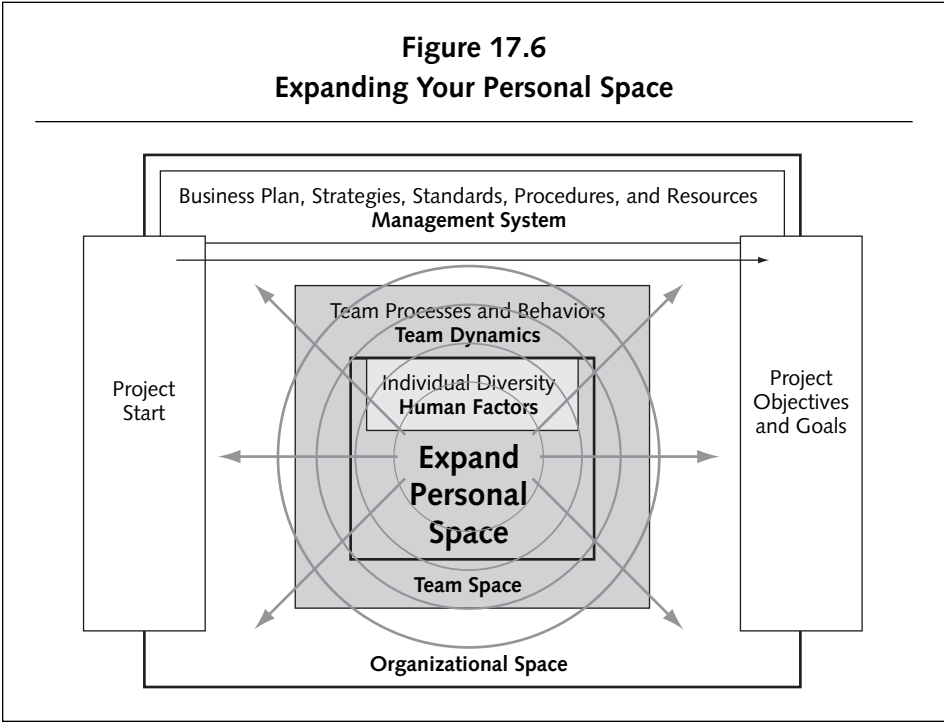 Figure 17.6
Expanding Your Personal Space
Business Plan, Strategies, Standards, Procedures, and Resources
Management System
Team Processes and Behaviors
Team Dynamics
Individual Diversity
Human Factors
Project
Start
Project
Objectives
and Goals
Expand
Personal
Space
Team Space
Organizational Space